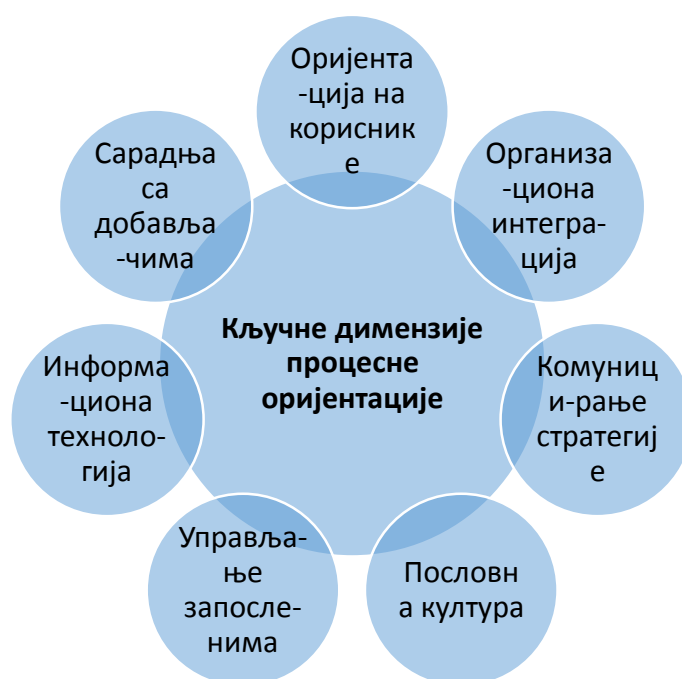 Оријента
-ција на
корисник
е
Организа
-циона
интегра-
ција
Комуниц
и-рање
стратегиј
е
Пословн
а култура
Управља-
ње
запосле-
нима
Информа
-циона
техноло-
гија
Сарадња
са
добавља
-чима
Кључне димензије
процесне
оријентације